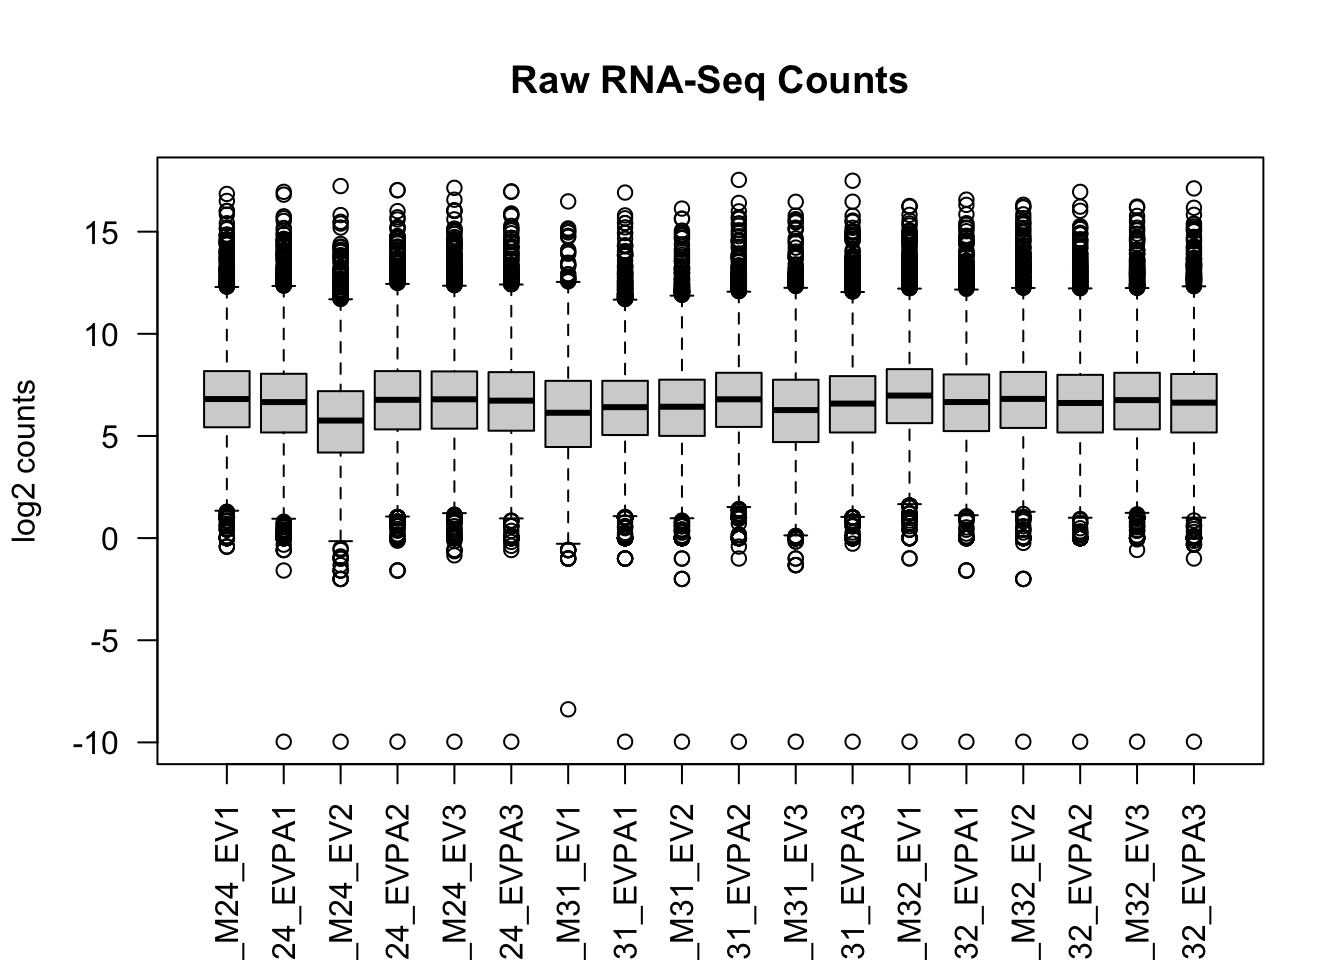 Raw RNA-Seq Counts
log2 counts
15
10
5
0
-5
-10
_M24_EV1
24_EVPA1
_M24_EV2
24_EVPA2
_M24_EV3
24_EVPA3
_M31_EV1
31_EVPA1
_M31_EV2
31_EVPA2
_M31_EV3
31_EVPA3
_M32_EV1
32_EVPA1
_M32_EV2
32_EVPA2
_M32_EV3
32_EVPA3